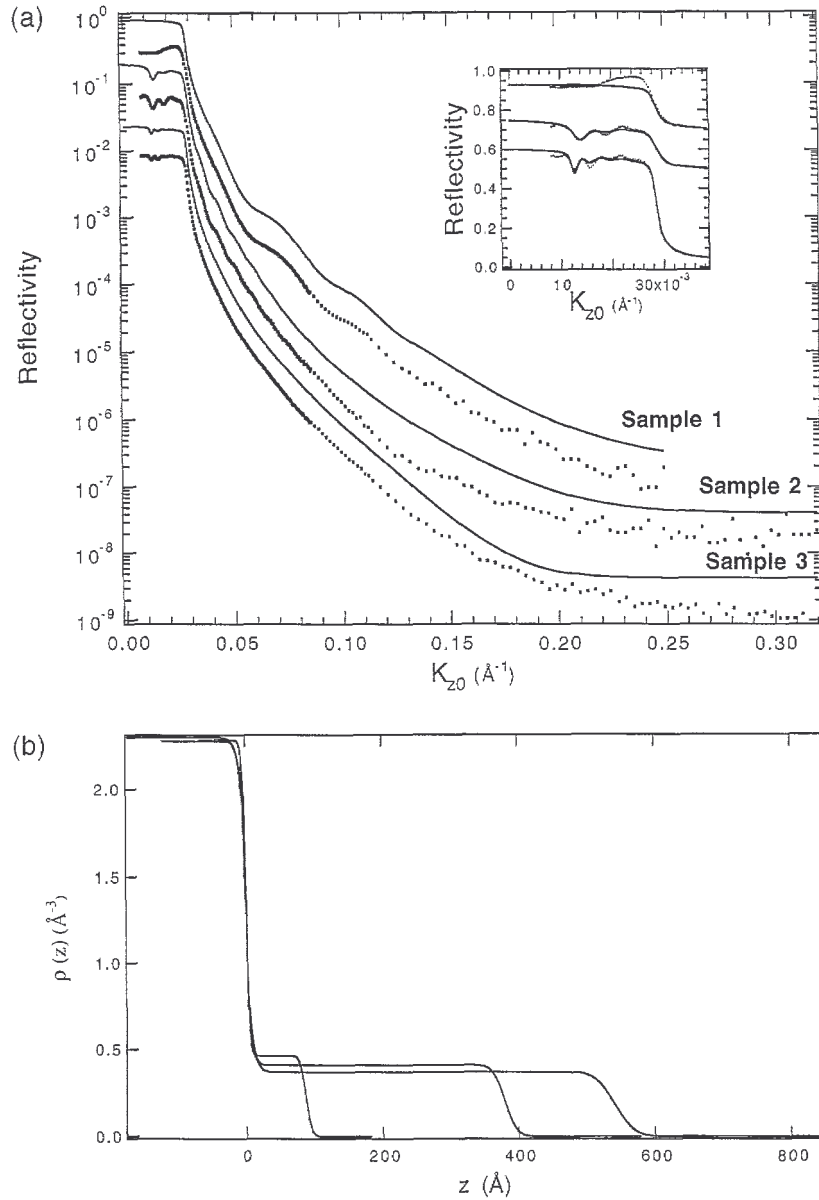 (a)
10^0
10^-1
10^-2
10^-3
10^-4
10^-5
10^-6
10^-7
10^-8
10^-9
Reflectivity
0.00 0.05 0.10 0.15 0.20 0.25 0.30
K_z0 (Å^-1)
Sample 1
Sample 2
Sample 3
1.0
0.8
0.6
0.4
0.2
0.0
Reflectivity
0 10 30x10^-3
K_z0 (Å^-1)
(b)
2.0
1.5
1.0
0.5
0.0
ρ (z) (Å^-3)
0 200 400 600 800
z (Å)